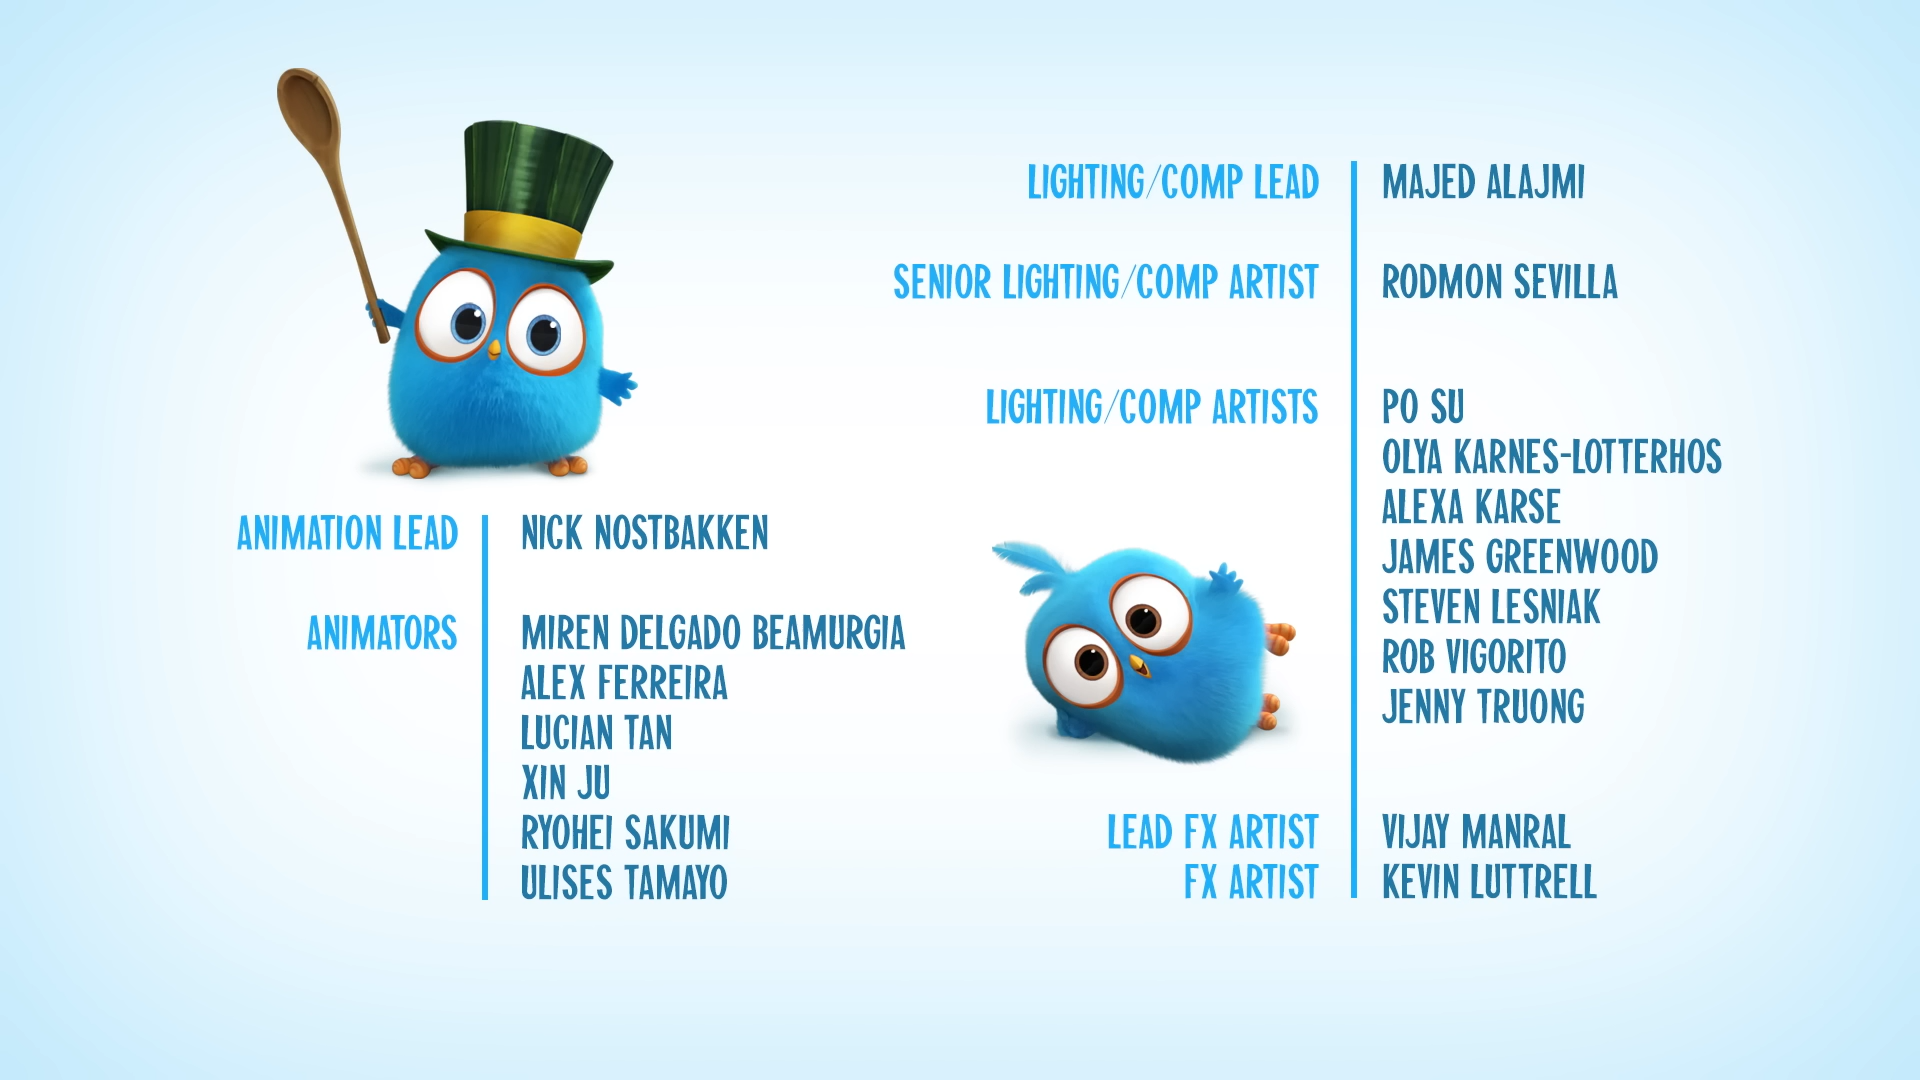 ANIMATION LEAD NICK NOSTBAKKEN
ANIMATORS MIREN DELGADO BEAMURGIA
ALEX FERREIRA
LUCIAN TAN
XIN JU
RYOHEI SAKUMI
ULISES TAMAYO
LIGHTING/COMP LEAD MAJED ALAJMI
SENIOR LIGHTING/COMP ARTIST RODMON SEVILLA
LIGHTING/COMP ARTISTS PO SU
OLYA KARNES-LOTTERHOS
ALEXA KARSE
JAMES GREENWOOD
STEVEN LESNIAK
ROB VIGORITO
JENNY TRUONG
LEAD FX ARTIST VIJAY MANRAL
FX ARTIST KEVIN LUTTRELL